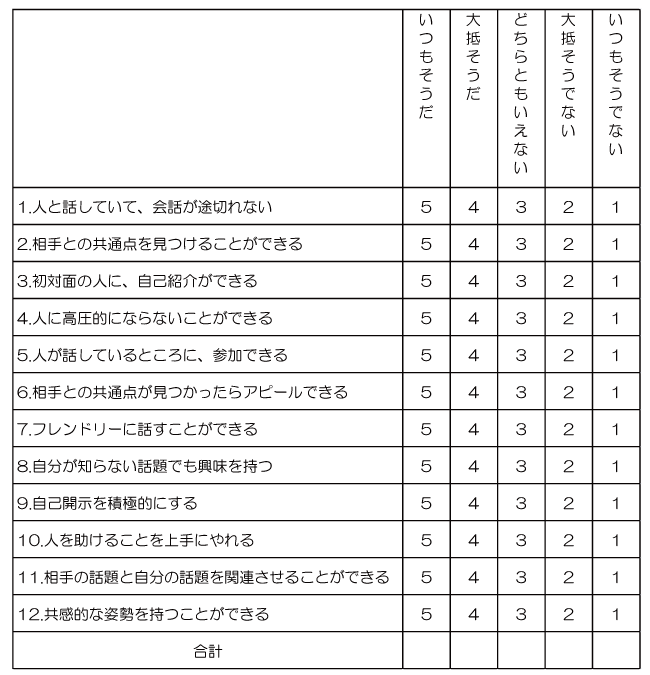 いつもそうだ
大抵そうだ
どちらともいえない
大抵そうでない
いつもそうでない
1.人と話していて、会話が途切れない 5 4 3 2 1
2.相手との共通点を見つけることができる 5 4 3 2 1
3.初対面の人に、自己紹介ができる 5 4 3 2 1
4.人に高圧的にならないことができる 5 4 3 2 1
5.人が話しているところに、参加できる 5 4 3 2 1
6.相手との共通点が見つかったらアピールできる 5 4 3 2 1
7.フレンドリーに話すことができる 5 4 3 2 1
8.自分が知らない話題でも興味を持つ 5 4 3 2 1
9.自己開示を積極的にする 5 4 3 2 1
10.人を助けることを上手にやれる 5 4 3 2 1
11.相手の話題と自分の話題を関連させることができる 5 4 3 2 1
12.共感的な姿勢を持つことができる 5 4 3 2 1
合計